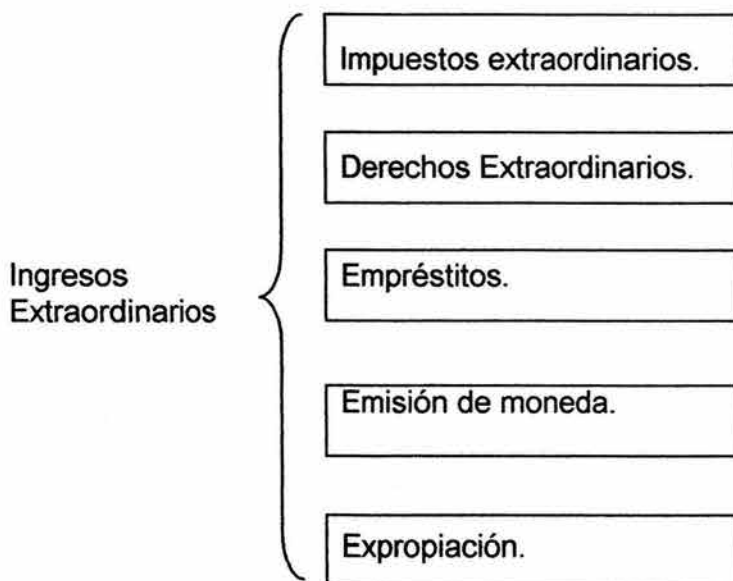 Impuestos extraordinarios.
Derechos Extraordinarios.
Ingresos
Extraordinarios
Empréstitos.
Emisión de moneda.
Expropiación.